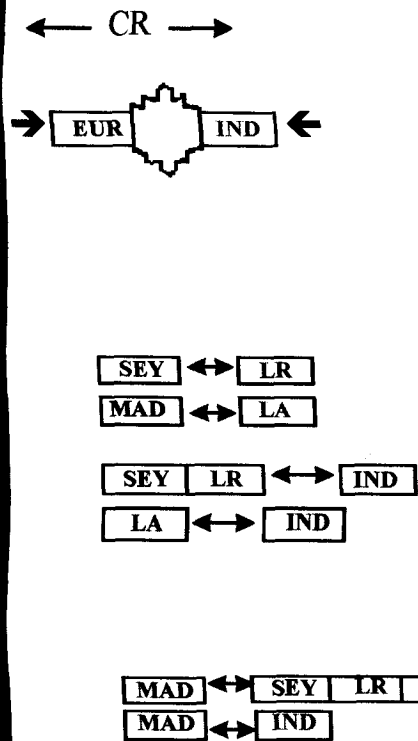 CR
EUR IND
SEY LR
MAD LA
SEY LR IND
LA IND
MAD SEY LR
MAD IND